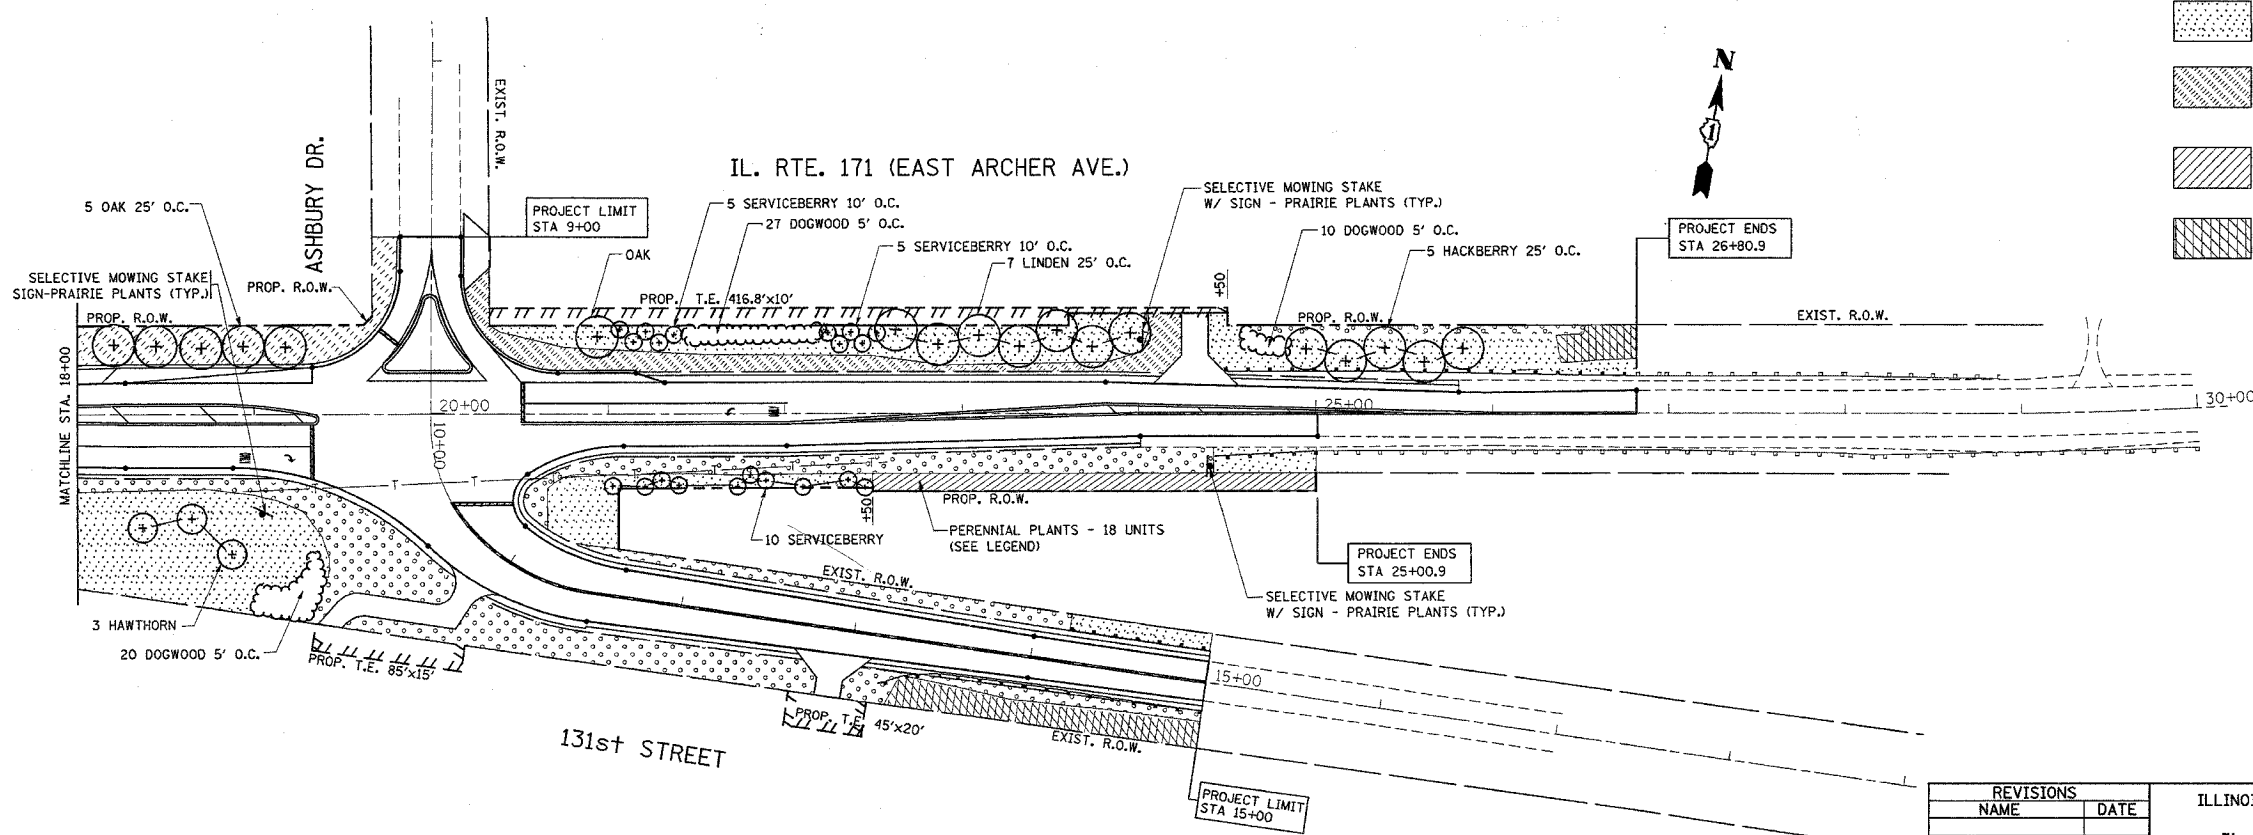 N
1
EXIST. R.O.W.
ASHBURY DR.
IL. RTE. 171 (EAST ARCHER AVE.)
5 OAK 25' O.C.
PROJECT LIMIT
STA 9+00
5 SERVICEBERRY 10' O.C.
27 DOGWOOD 5' O.C.
OAK
5 SERVICEBERRY 10' O.C.
7 LINDEN 25' O.C.
SELECTIVE MOWING STAKE
W/ SIGN - PRAIRIE PLANTS (TYP.)
10 DOGWOOD 5' O.C.
5 HACKBERRY 25' O.C.
PROJECT ENDS
STA 26+80.9
SELECTIVE MOWING STAKE
SIGN-PRAIRIE PLANTS (TYP.)
PROP. R.O.W.
PROP. R.O.W.
PROP. T.E. 416.8'x10'
+50
PROP. R.O.W.
EXIST. R.O.W.
MATCHLINE STA. 18+00
20+00
10+00
25+00
30+00
PROP. R.O.W.
+50
10 SERVICEBERRY
PERENNIAL PLANTS - 18 UNITS
(SEE LEGEND)
PROJECT ENDS
STA 25+00.9
EXIST. R.O.W.
SELECTIVE MOWING STAKE
W/ SIGN - PRAIRIE PLANTS (TYP.)
3 HAWTHORN
20 DOGWOOD 5' O.C.
PROP. T.E. 85'x15'
15+00
PROP. T.E. 45'x20'
EXIST. R.O.W.
131st STREET
PROJECT LIMIT
STA 15+00
REVISIONS
NAME DATE